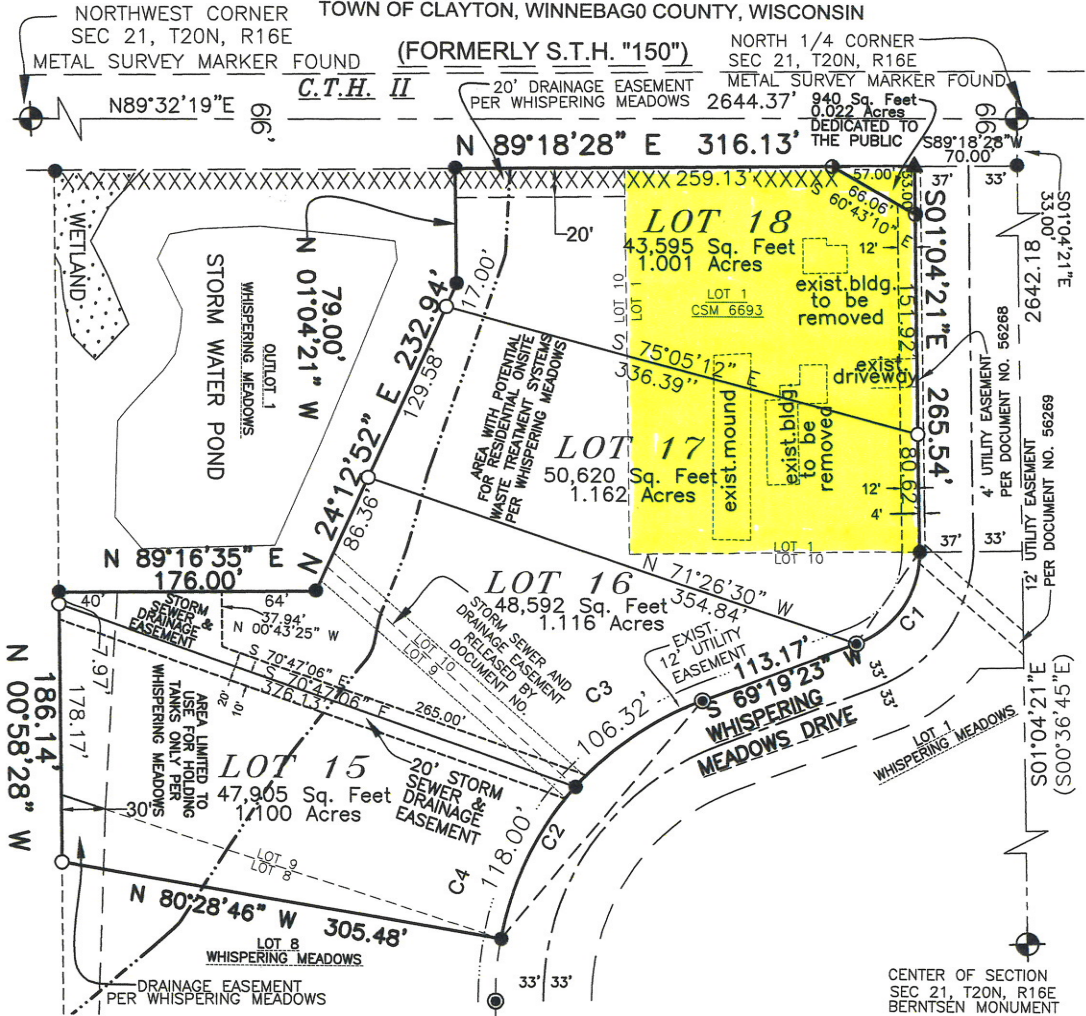 TOWN OF CLAYTON, WINNEBAG0 COUNTY, WISCONSIN
NORTHWEST CORNER
SEC 21, T20N, R16E
METAL SURVEY MARKER FOUND
(FORMERLY S.T.H. "150")
C.T.H. II
NORTH 1/4 CORNER
SEC 21, T20N, R16E
METAL SURVEY MARKER FOUND
20' DRAINAGE EASEMENT
PER WHISPERING MEADOWS
N89°32'19"E
66'
2644.37'
940 Sq. Feet
0.022 Acres
DEDICATED TO
THE PUBLIC
66'
S89°18'28"W
70.00'
N 89°18'28" E 316.13'
259.13'
57.00'
33.00'
66.06'
S 60°43'10" E
37' 33'
S01°04'21"E
33.00'
WETLAND
STORM WATER POND
OUTLOT 1
WHISPERING MEADOWS
79.00'
N 01°04'21" W
20'
17.00'
LOT 18
43,595 Sq. Feet
1.001 Acres
12'
LOT 1
CSM 6693
LOT 10
LOT 1
exist.bldg.
to be
removed
151.92'
S01°04'21"E 265.54'
2642.18
N 24°12'52" E 232.94'
129.58
S 75°05'12" E
336.39"
exist.
driveway
4' UTILITY EASEMENT
PER DOCUMENT NO. 56268
12' UTILITY EASEMENT
PER DOCUMENT NO. 56269
AREA WITH POTENTIAL
FOR RESIDENTIAL ONSITE
WASTE TREATMENT SYSTEMS
PER WHISPERING MEADOWS
LOT 17
50,620 Sq. Feet
1.162 Acres
exist.mound
exist.bldg.
to be
removed
80.62'
12'
4'
LOT 1
LOT 10
37' 33'
86.36'
N 89°16'35" E
176.00'
40'
64'
STORM
SEWER &
DRAINAGE
EASEMENT
37.94'
N 00°43'25" W
N 71°26'30" W
354.84'
LOT 16
48,592 Sq. Feet
1.116 Acres
STORM SEWER AND
DRAINAGE EASEMENT
RELEASED BY
DOCUMENT NO.
LOT 10
LOT 9
EXIST
12' UTILITY
EASEMENT
C1
113.17'
S 69°19'23" W
33' 33'
WHISPERING
MEADOWS DRIVE
C3
106.32'
LOT 1
WHISPERING MEADOWS
S01°04'21"E
(S00°36'45"E)
7.97
S 70°47'06" E
S 70°47'06" E
376.13'
265.00'
20'
10'
186.14'
N 00°58'28" W
178.17'
AREA LIMITED TO
USE FOR HOLDING
TANKS ONLY PER
WHISPERING MEADOWS
LOT 15
47,905 Sq. Feet
1.100 Acres
30'
20' STORM
SEWER &
DRAINAGE
EASEMENT
C2
C4
118.00'
LOT 9
LOT 8
N 80°28'46" W 305.48'
LOT 8
WHISPERING MEADOWS
DRAINAGE EASEMENT
PER WHISPERING MEADOWS
33' 33'
CENTER OF SECTION
SEC 21, T20N, R16E
BERNTSEN MONUMENT